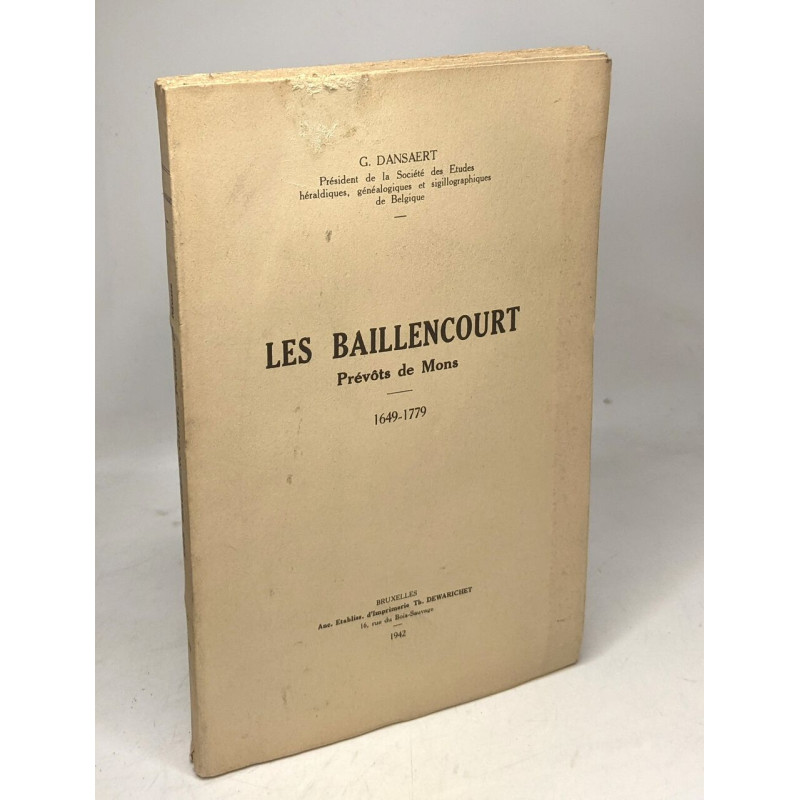 G. DANSAERT
Président de la Société des Etudes
héraldiques, généalogiques et sigillographiques
de Belgique
LES BAILLENCOURT
Prévôts de Mons
1649-1779
BRUXELLES
Anc. Etabliss. d'Imprimerie Th. DEWARICHET
16, rue du Bois-Sauvage
1942